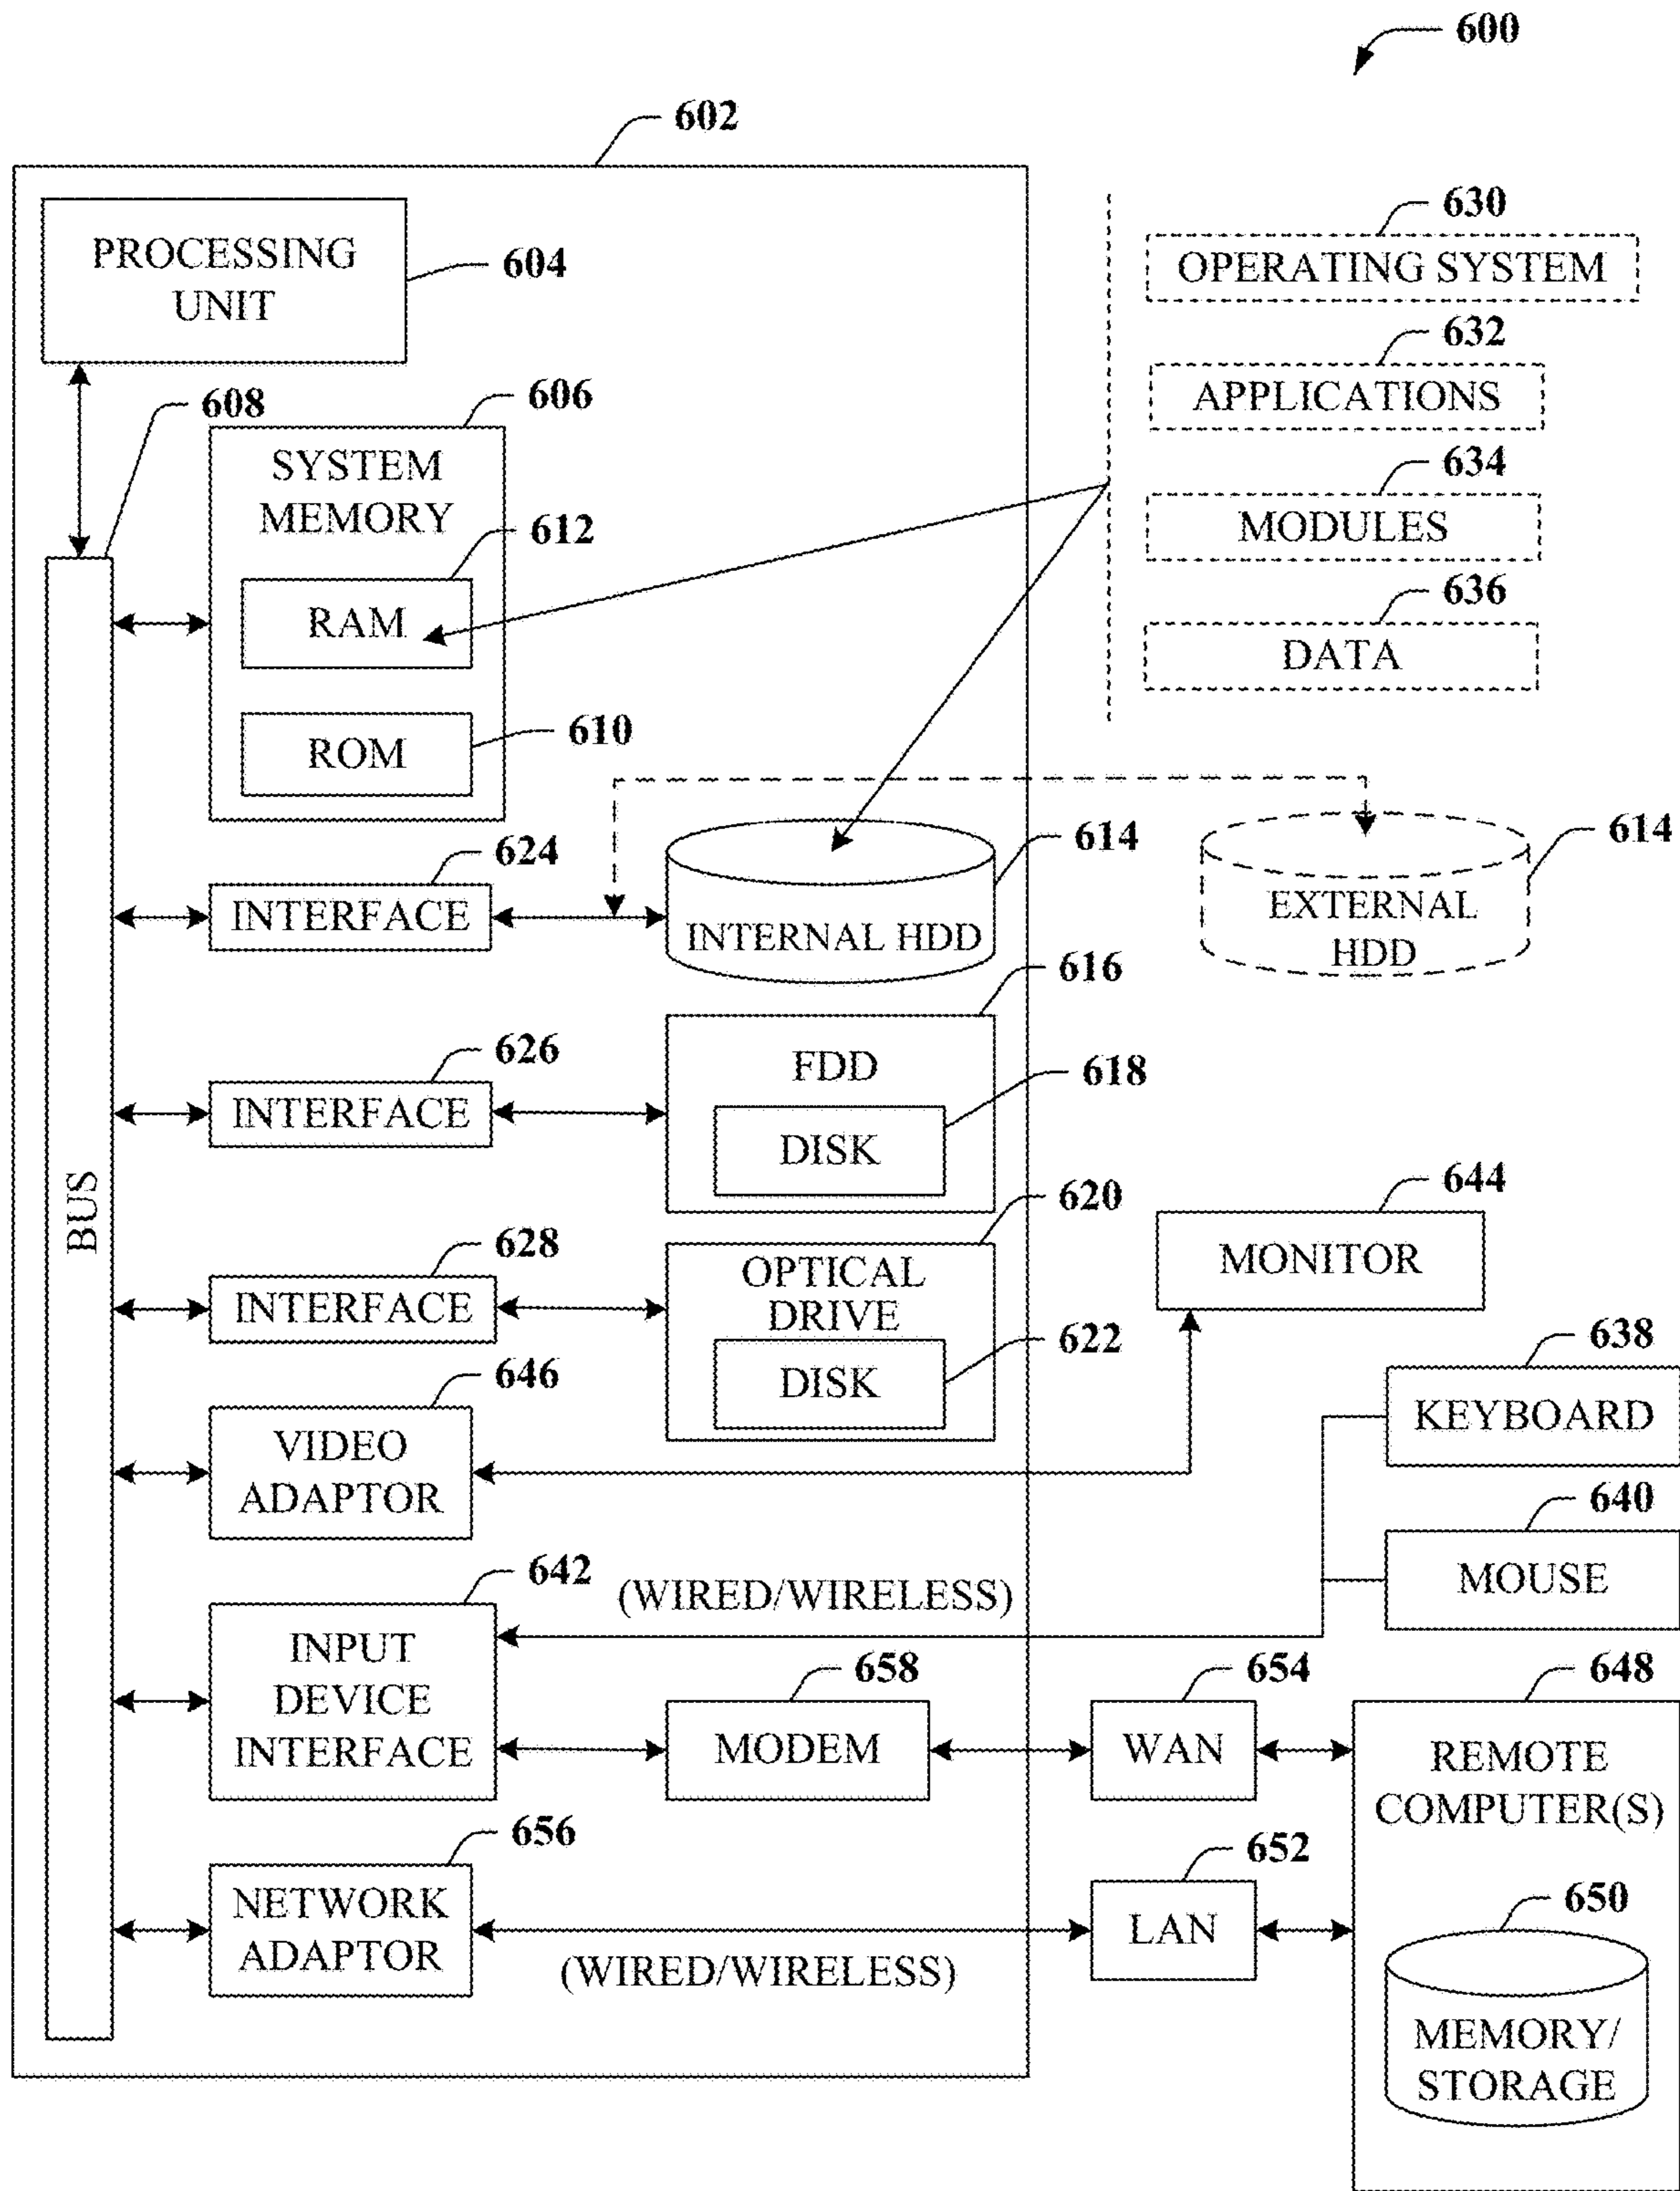 600
602
PROCESSING
UNIT
604
630
OPERATING SYSTEM
632
APPLICATIONS
634
MODULES
636
DATA
608
606
SYSTEM
MEMORY
612
RAM
610
ROM
624
INTERFACE
614
INTERNAL HDD
614
EXTERNAL
HDD
616
FDD
618
DISK
626
INTERFACE
BUS
620
OPTICAL
DRIVE
622
DISK
628
INTERFACE
644
MONITOR
638
KEYBOARD
646
VIDEO
ADAPTOR
640
MOUSE
642
(WIRED/WIRELESS)
INPUT
DEVICE
INTERFACE
658
MODEM
654
WAN
648
REMOTE
COMPUTER(S)
656
NETWORK
ADAPTOR
(WIRED/WIRELESS)
652
LAN
650
MEMORY/
STORAGE